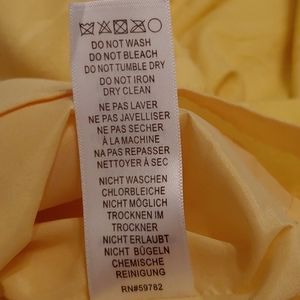 DO NOT WASH
DO NOT BLEACH
DO NOT TUMBLE DRY
DO NOT IRON
DRY CLEAN
NE PAS LAVER
NE PAS JAVELLISER
NE PAS SECHER
À LA MACHINE
NA PAS REPASSER
NETTOYER À SEC
NICHT WASCHEN
CHLORBLEICHE
NICHT MÖGLICH
TROCKNEN IM
TROCKNER
NICHT ERLAUBT
NICHT BÜGELN
CHEMISCHE
REINIGUNG
RN#59782